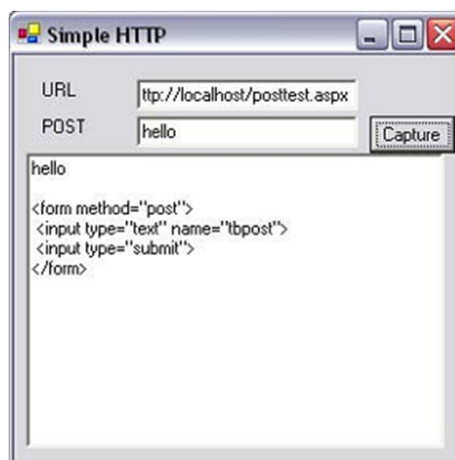 Simple HTTP
URL ttp://localhost/posttest.aspx
POST hello Capture
hello
<form method="post">
<input type="text" name="tbpost">
<input type="submit">
</form>